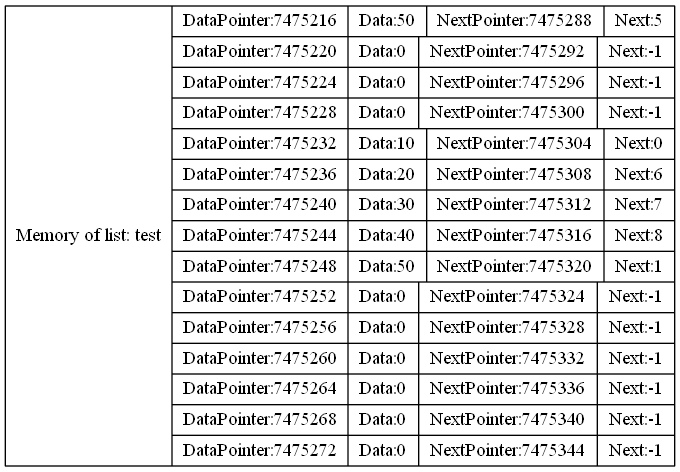 DataPointer:7475216 Data:50 NextPointer:7475288 Next:5
DataPointer:7475220 Data:0 NextPointer:7475292 Next:-1
DataPointer:7475224 Data:0 NextPointer:7475296 Next:-1
DataPointer:7475228 Data:0 NextPointer:7475300 Next:-1
DataPointer:7475232 Data:10 NextPointer:7475304 Next:0
DataPointer:7475236 Data:20 NextPointer:7475308 Next:6
DataPointer:7475240 Data:30 NextPointer:7475312 Next:7
Memory of list: test DataPointer:7475244 Data:40 NextPointer:7475316 Next:8
DataPointer:7475248 Data:50 NextPointer:7475320 Next:1
DataPointer:7475252 Data:0 NextPointer:7475324 Next:-1
DataPointer:7475256 Data:0 NextPointer:7475328 Next:-1
DataPointer:7475260 Data:0 NextPointer:7475332 Next:-1
DataPointer:7475264 Data:0 NextPointer:7475336 Next:-1
DataPointer:7475268 Data:0 NextPointer:7475340 Next:-1
DataPointer:7475272 Data:0 NextPointer:7475344 Next:-1